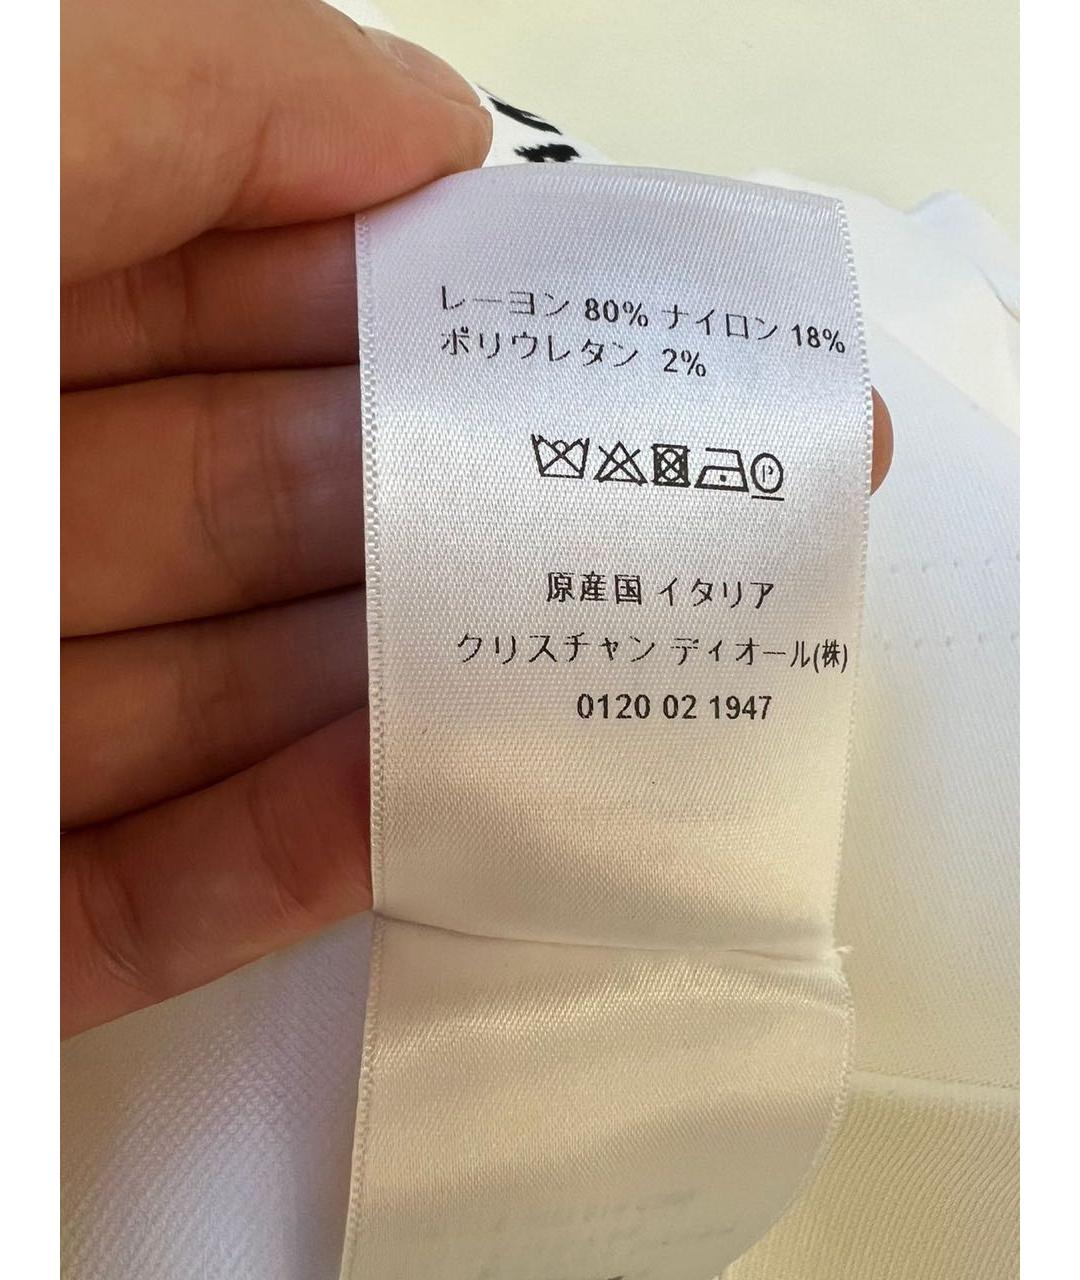 レーヨン 80% ナイロン 18%
ポリウレタン 2%
P
原産国 イタリア
クリスチャン ディオール(株)
0120 02 1947